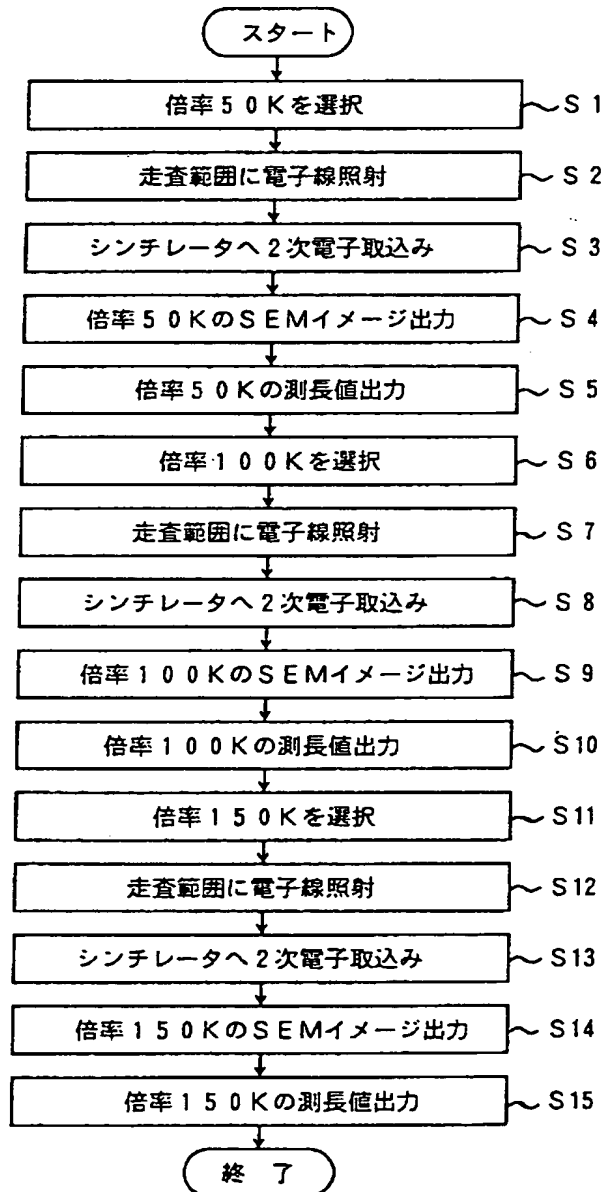 スタート
倍率50Kを選択 S1
走査範囲に電子線照射 S2
シンチレータへ2次電子取込み S3
倍率50KのSEMイメージ出力 S4
倍率50Kの測長値出力 S5
倍率100Kを選択 S6
走査範囲に電子線照射 S7
シンチレータへ2次電子取込み S8
倍率100KのSEMイメージ出力 S9
倍率100Kの測長値出力 S10
倍率150Kを選択 S11
走査範囲に電子線照射 S12
シンチレータへ2次電子取込み S13
倍率150KのSEMイメージ出力 S14
倍率150Kの測長値出力 S15
終了